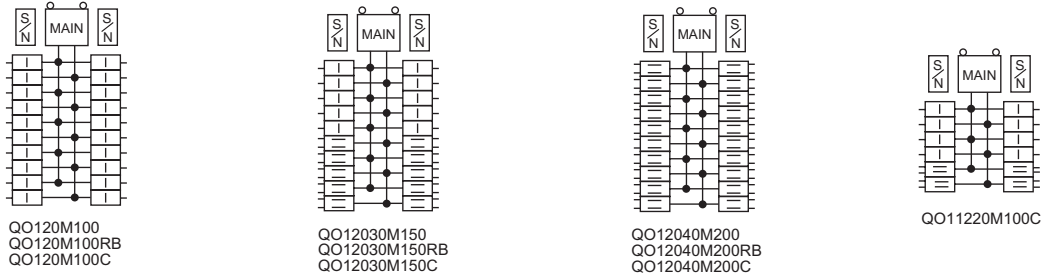 S/N MAIN S/N
QO120M100
QO120M100RB
QO120M100C
S/N MAIN S/N
QO12030M150
QO12030M150RB
QO12030M150C
S/N MAIN S/N
QO12040M200
QO12040M200RB
QO12040M200C
S/N MAIN S/N
QO11220M100C